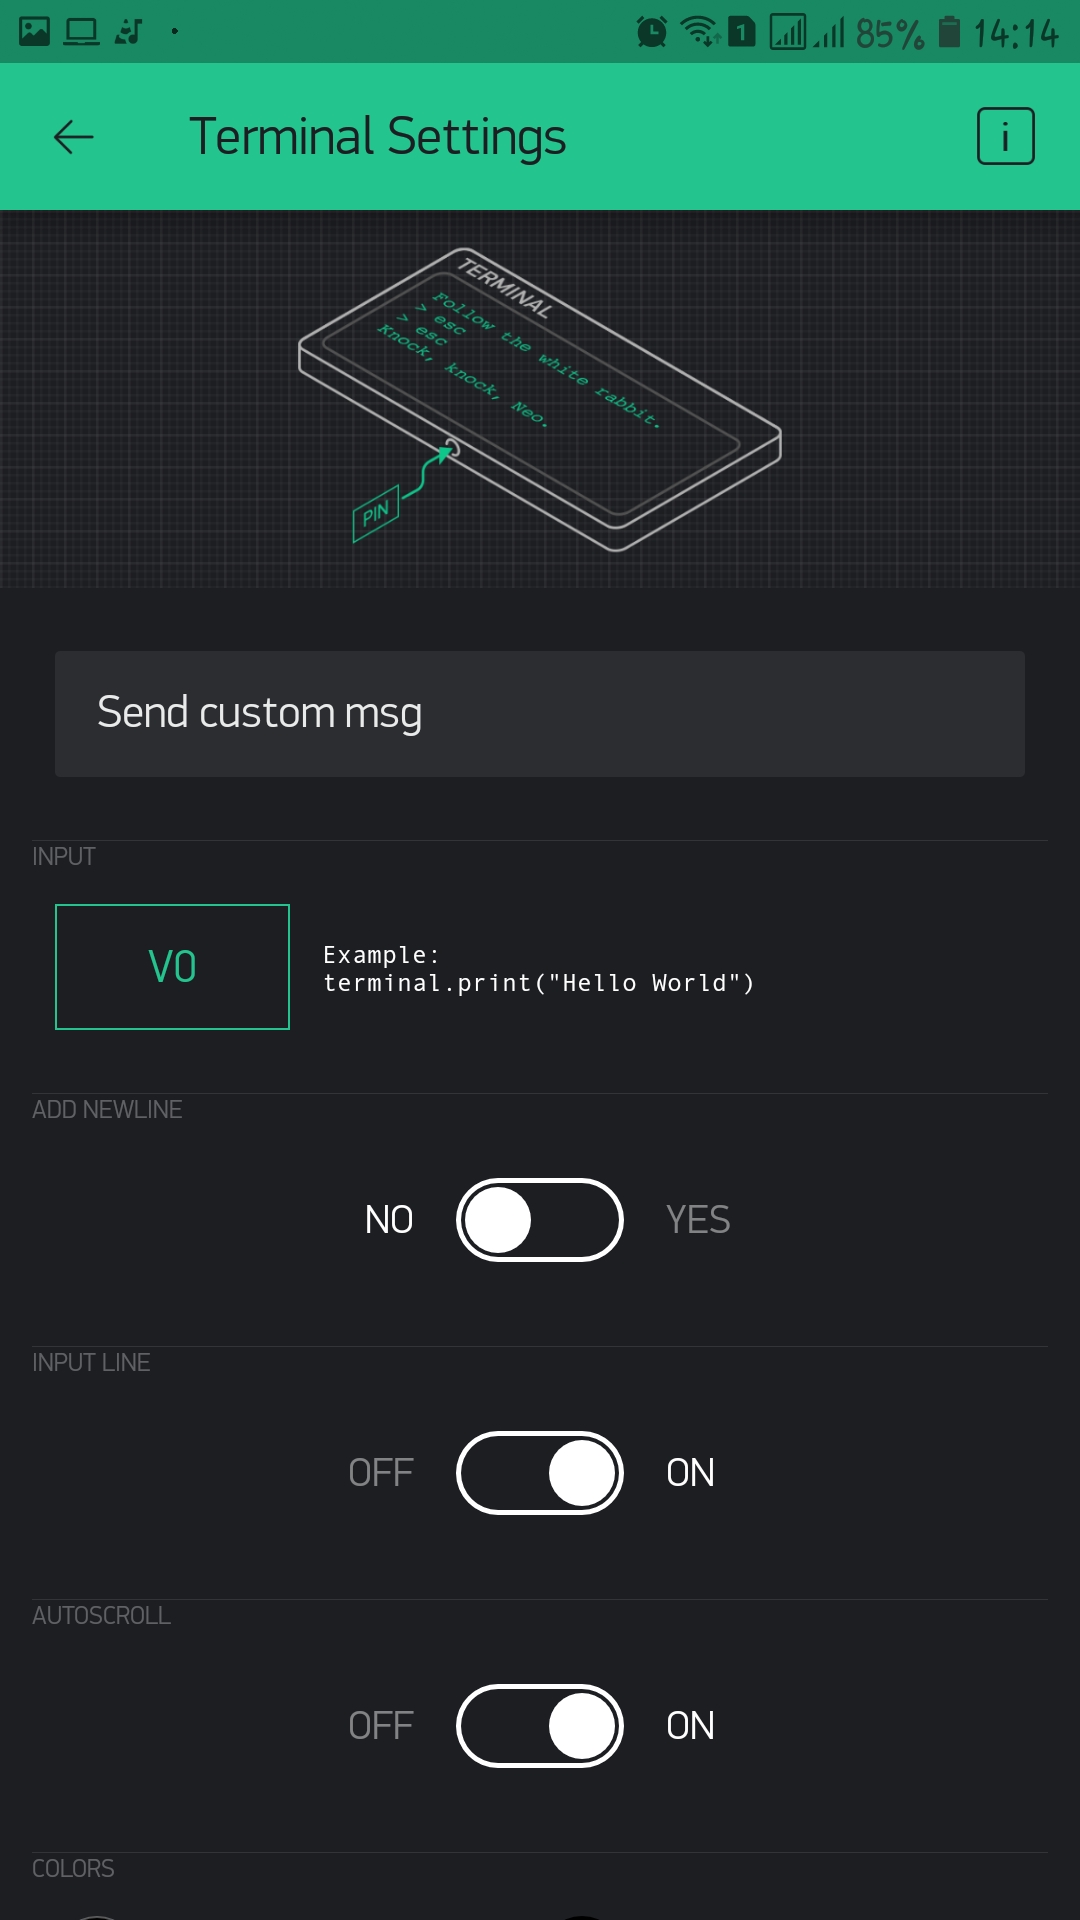 85% 14:14
Terminal Settings
i
TERMINAL
Follow the white rabbit.
> esc
> esc
Knock, knock, Neo.
PIN
Send custom msg
INPUT
V0
Example:
terminal.print("Hello World")
ADD NEWLINE
NO YES
INPUT LINE
OFF ON
AUTOSCROLL
OFF ON
COLORS